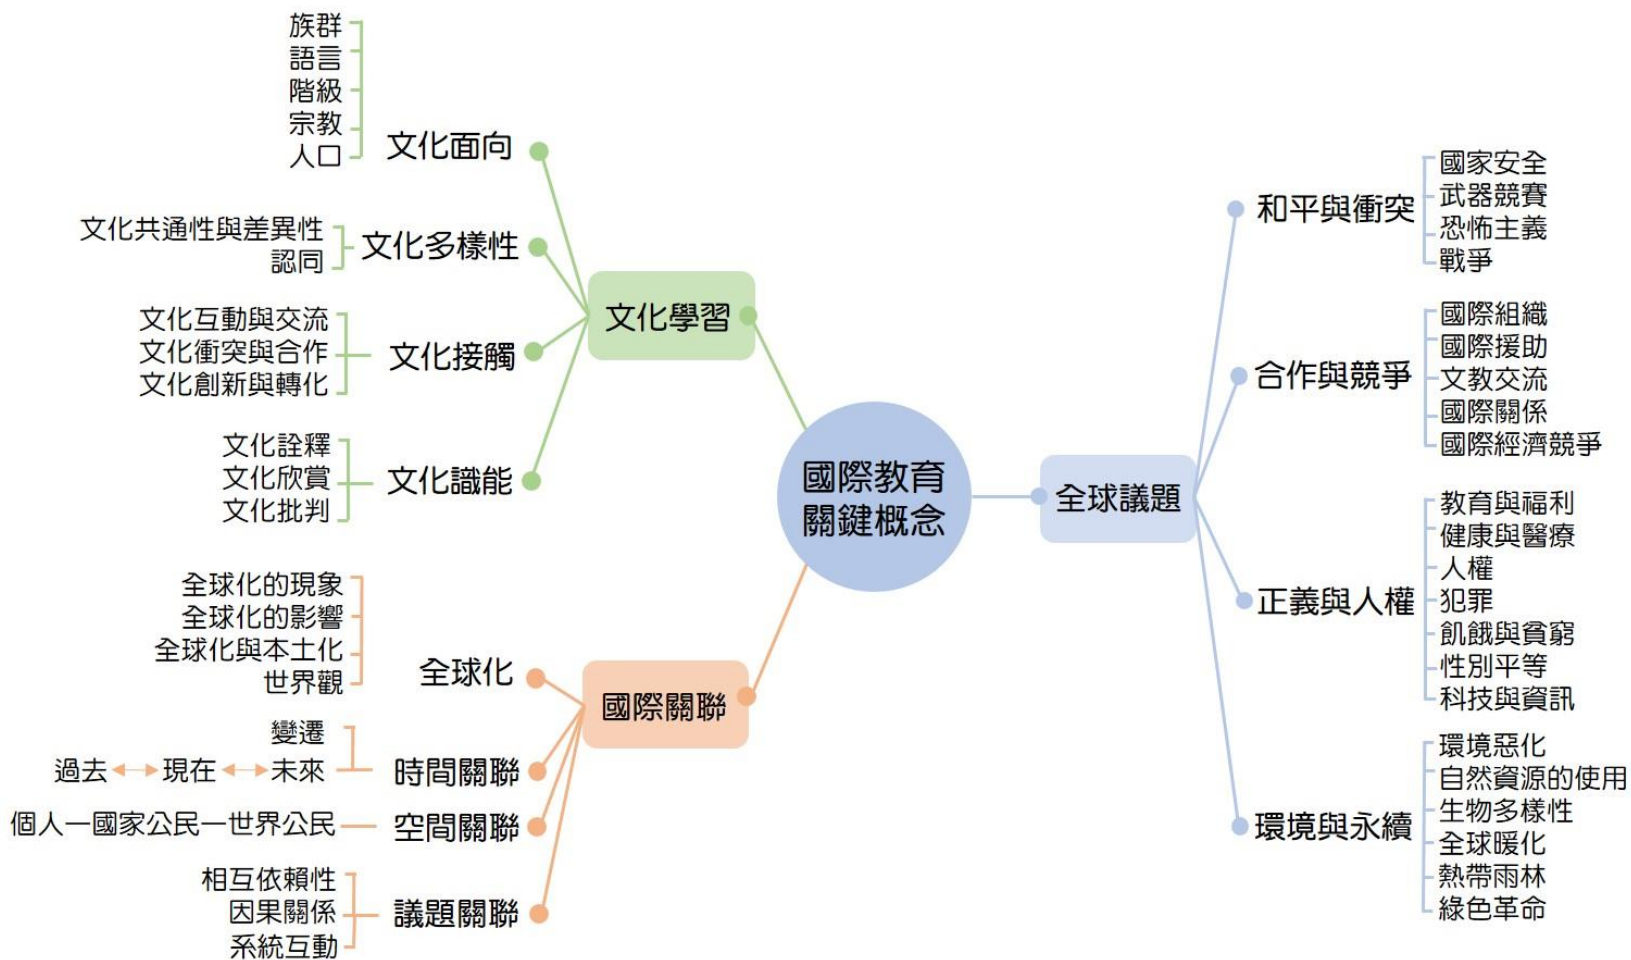 國際教育
關鍵概念
文化學習
文化面向
族群
語言
階級
宗教
人口
文化多樣性
文化共通性與差異性
認同
文化接觸
文化互動與交流
文化衝突與合作
文化創新與轉化
文化識能
文化詮釋
文化欣賞
文化批判
國際關聯
全球化
全球化的現象
全球化的影響
全球化與本土化
世界觀
時間關聯
變遷
過去 現在 未來
空間關聯
個人—國家公民—世界公民
議題關聯
相互依賴性
因果關係
系統互動
全球議題
和平與衝突
國家安全
武器競賽
恐怖主義
戰爭
合作與競爭
國際組織
國際援助
文教交流
國際關係
國際經濟競爭
正義與人權
教育與福利
健康與醫療
人權
犯罪
飢餓與貧窮
性別平等
科技與資訊
環境與永續
環境惡化
自然資源的使用
生物多樣性
全球暖化
熱帶雨林
綠色革命